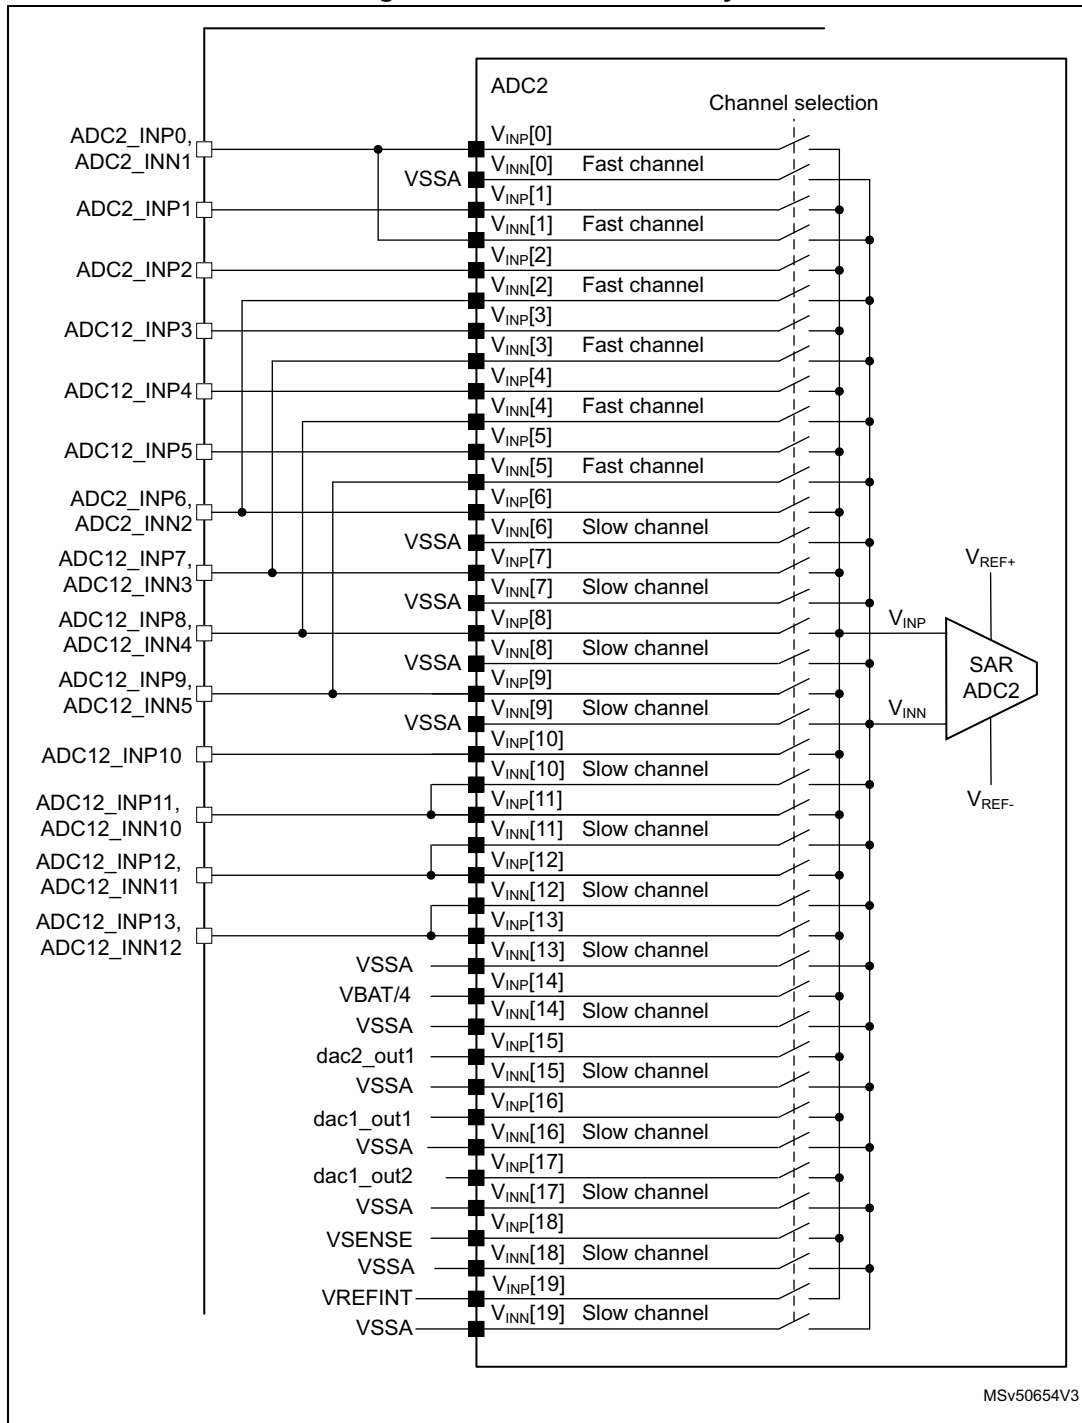 ADC2
Channel selection
ADC2_INP0,
ADC2_INN1
VINP[0]
VSSA
VINN[0] Fast channel
ADC2_INP1
VINP[1]
VINN[1] Fast channel
ADC2_INP2
VINP[2]
VINN[2] Fast channel
ADC12_INP3
VINP[3]
VINN[3] Fast channel
ADC12_INP4
VINP[4]
VINN[4] Fast channel
ADC12_INP5
VINP[5]
VINN[5] Fast channel
ADC2_INP6,
ADC2_INN2
VINP[6]
VSSA
VINN[6] Slow channel
ADC12_INP7,
ADC12_INN3
VINP[7]
VSSA
VINN[7] Slow channel
ADC12_INP8,
ADC12_INN4
VINP[8]
VSSA
VINN[8] Slow channel
ADC12_INP9,
ADC12_INN5
VINP[9]
VSSA
VINN[9] Slow channel
ADC12_INP10
VINP[10]
VINN[10] Slow channel
ADC12_INP11,
ADC12_INN10
VINP[11]
VINN[11] Slow channel
ADC12_INP12,
ADC12_INN11
VINP[12]
VINN[12] Slow channel
ADC12_INP13,
ADC12_INN12
VINP[13]
VSSA
VINN[13] Slow channel
VBAT/4
VINP[14]
VSSA
VINN[14] Slow channel
dac2_out1
VINP[15]
VSSA
VINN[15] Slow channel
dac1_out1
VINP[16]
VSSA
VINN[16] Slow channel
dac1_out2
VINP[17]
VSSA
VINN[17] Slow channel
VSENSE
VINP[18]
VSSA
VINN[18] Slow channel
VREFINT
VINP[19]
VSSA
VINN[19] Slow channel
VREF+
VINP
SAR
ADC2
VINN
VREF-
MSv50654V3